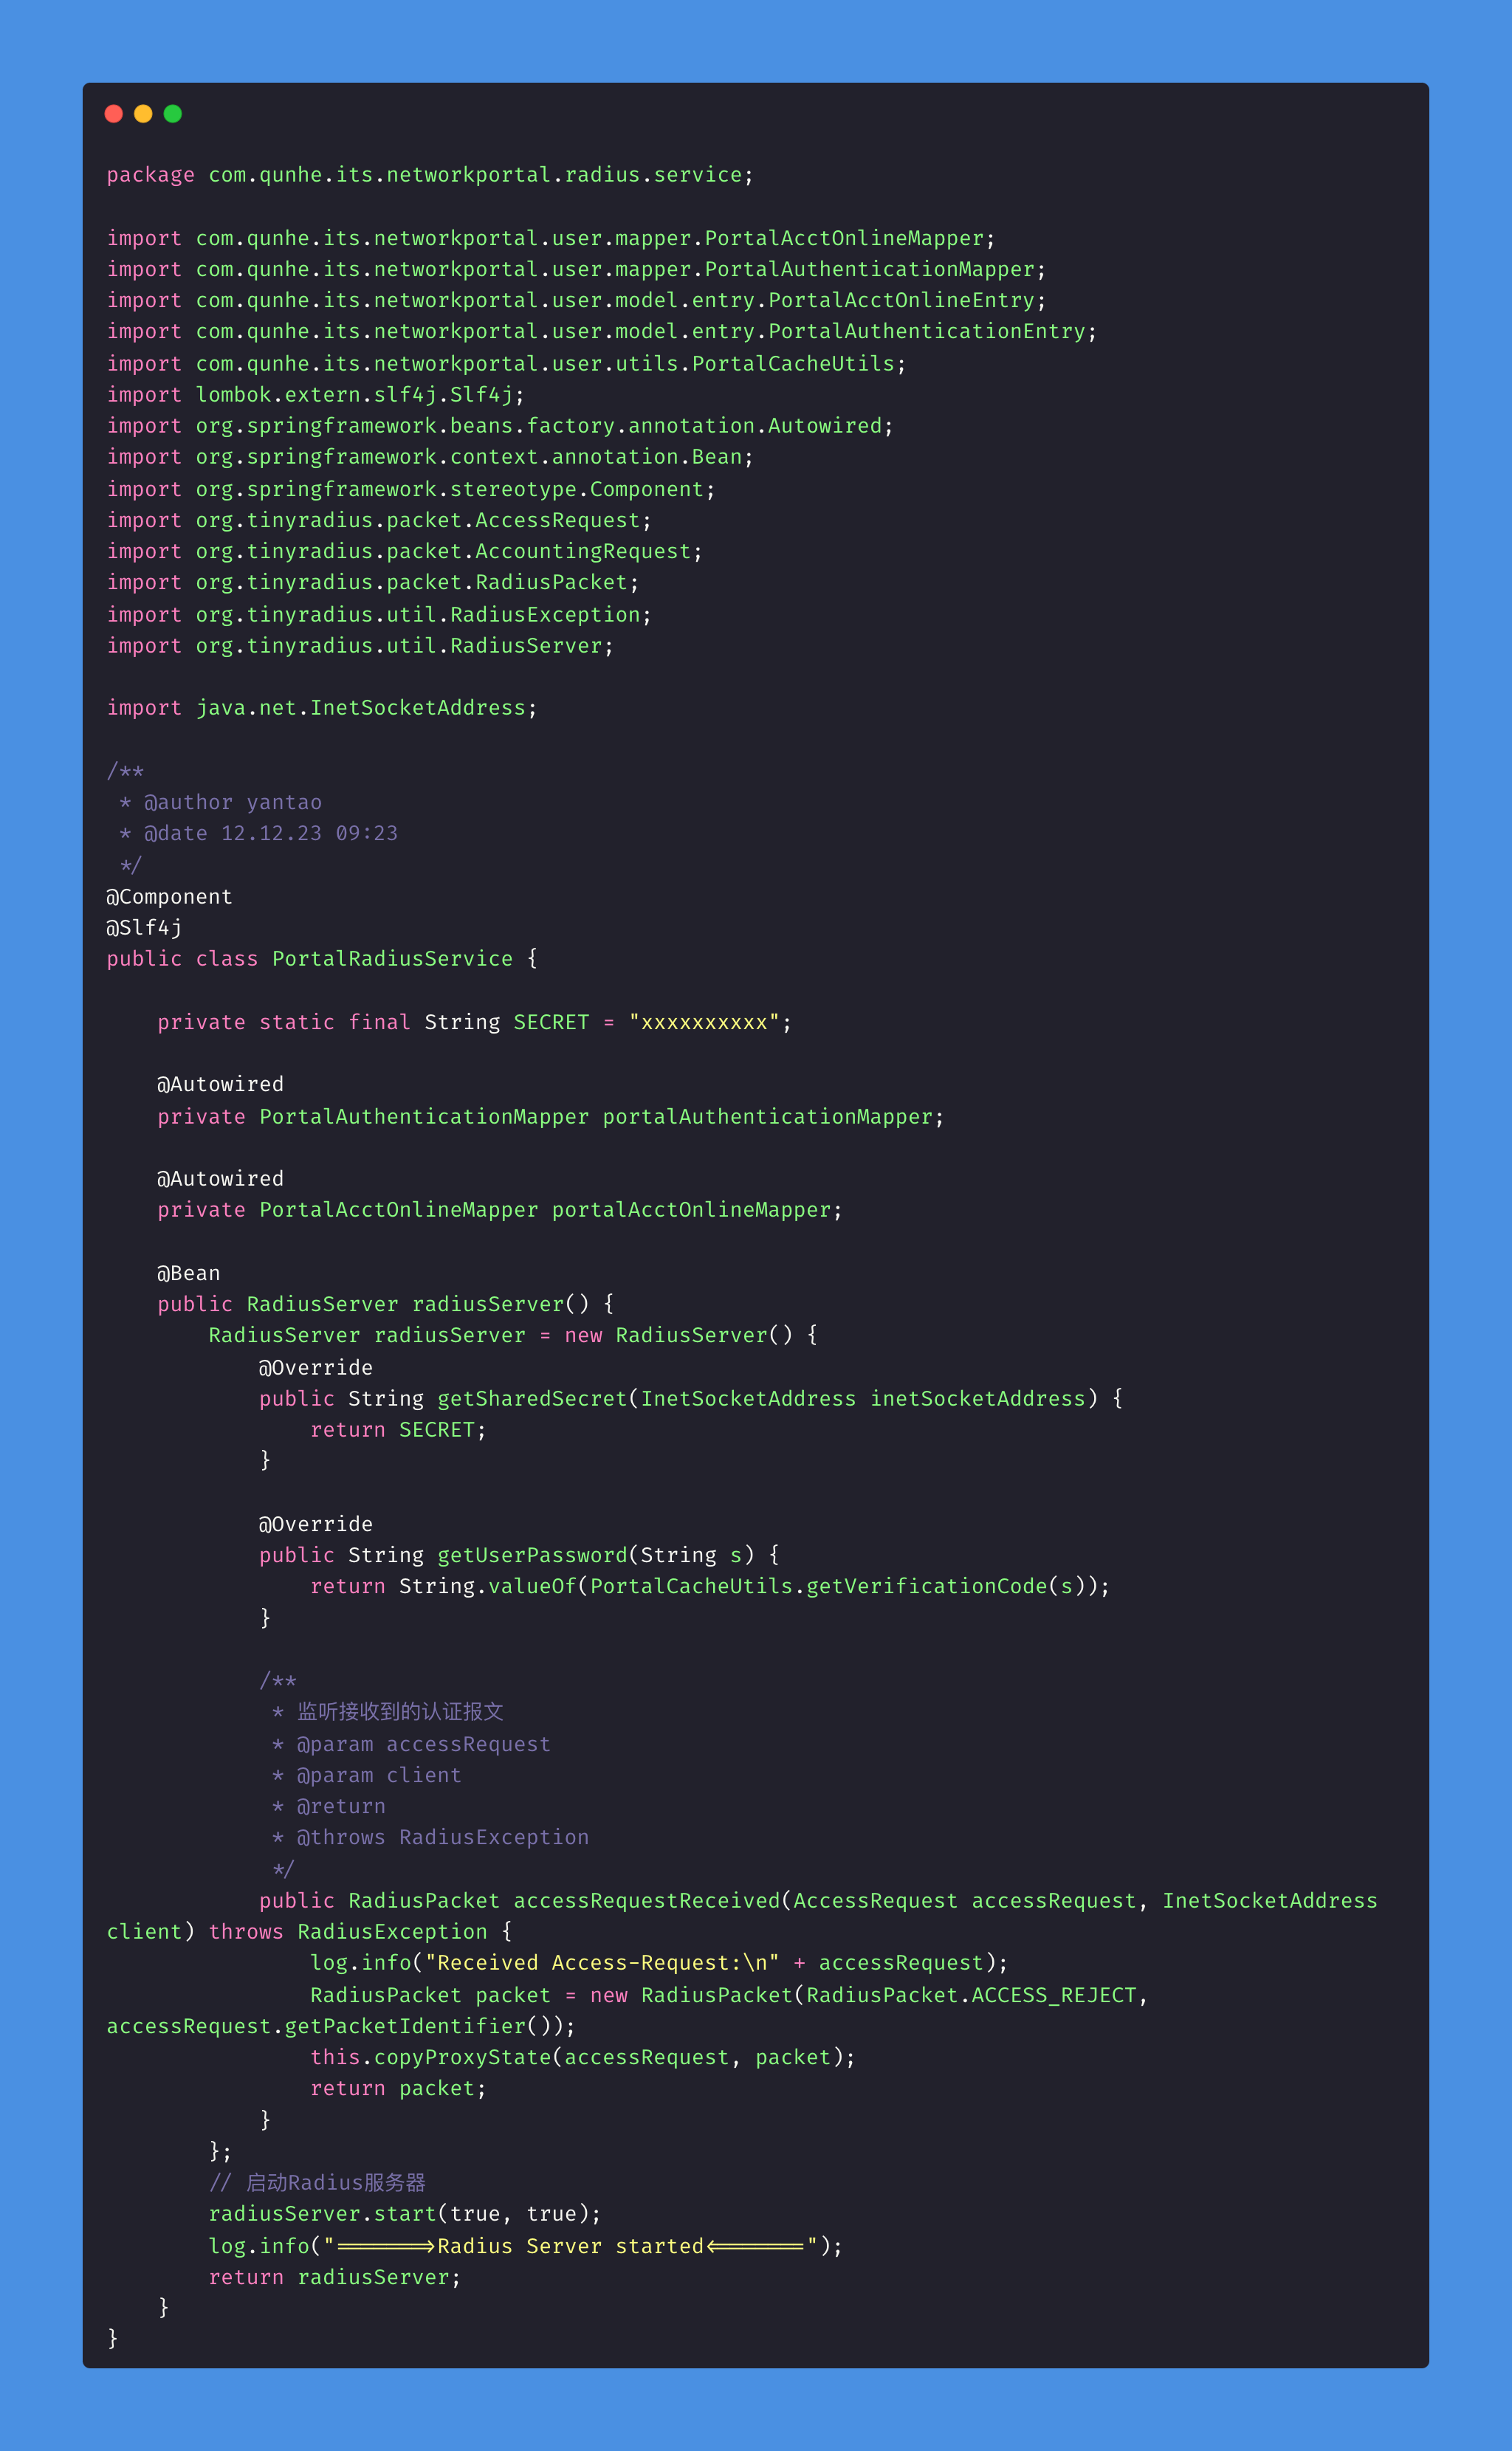 package com.qunhe.its.networkportal.radius.service;

import com.qunhe.its.networkportal.user.mapper.PortalAcctOnlineMapper;
import com.qunhe.its.networkportal.user.mapper.PortalAuthenticationMapper;
import com.qunhe.its.networkportal.user.model.entry.PortalAcctOnlineEntry;
import com.qunhe.its.networkportal.user.model.entry.PortalAuthenticationEntry;
import com.qunhe.its.networkportal.user.utils.PortalCacheUtils;
import lombok.extern.slf4j.Slf4j;
import org.springframework.beans.factory.annotation.Autowired;
import org.springframework.context.annotation.Bean;
import org.springframework.stereotype.Component;
import org.tinyradius.packet.AccessRequest;
import org.tinyradius.packet.AccountingRequest;
import org.tinyradius.packet.RadiusPacket;
import org.tinyradius.util.RadiusException;
import org.tinyradius.util.RadiusServer;

import java.net.InetSocketAddress;

/**
 * @author yantao
 * @date 12.12.23 09:23
 */
@Component
@Slf4j
public class PortalRadiusService {

    private static final String SECRET = "xxxxxxxxxx";

    @Autowired
    private PortalAuthenticationMapper portalAuthenticationMapper;

    @Autowired
    private PortalAcctOnlineMapper portalAcctOnlineMapper;

    @Bean
    public RadiusServer radiusServer() {
        RadiusServer radiusServer = new RadiusServer() {
            @Override
            public String getSharedSecret(InetSocketAddress inetSocketAddress) {
                return SECRET;
            }

            @Override
            public String getUserPassword(String s) {
                return String.valueOf(PortalCacheUtils.getVerificationCode(s));
            }

            /**
             * 监听接收到的认证报文
             * @param accessRequest
             * @param client
             * @return
             * @throws RadiusException
             */
            public RadiusPacket accessRequestReceived(AccessRequest accessRequest, InetSocketAddress
client) throws RadiusException {
                log.info("Received Access-Request:\n" + accessRequest);
                RadiusPacket packet = new RadiusPacket(RadiusPacket.ACCESS_REJECT,
accessRequest.getPacketIdentifier());
                this.copyProxyState(accessRequest, packet);
                return packet;
            }
        };
        // 启动Radius服务器
        radiusServer.start(true, true);
        log.info("=======>Radius Server started<=======");
        return radiusServer;
    }
}